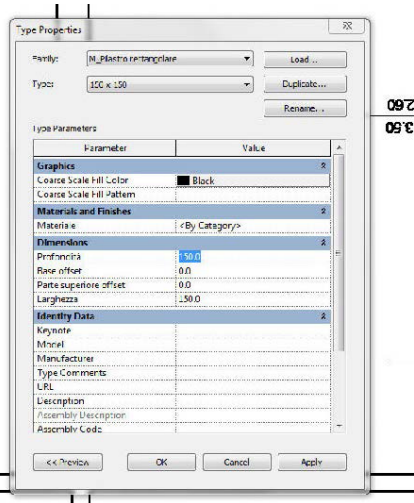 Type Properties
Family: M_Pilastro rettangolare Load...
Type: 150 x 150 Duplicate...
Rename...
Type Parameters
Parameter Value
Graphics
Coarse Scale Fill Color Black
Coarse Scale Fill Pattern
Materials and Finishes
Materiale <By Category>
Dimensions
Profondità 150.0
Base offset 0.0
Parte superiore offset 0.0
Larghezza 150.0
Identity Data
Keynote
Model
Manufacturer
Type Comments
URL
Description
Assembly Description
Assembly Code
<< Preview OK Cancel Apply